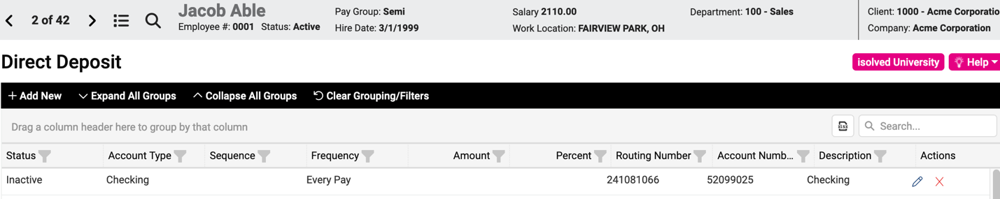 2 of 42
Jacob Able
Employee #: 0001 Status: Active
Pay Group: Semi
Hire Date: 3/1/1999
Salary 2110.00
Work Location: FAIRVIEW PARK, OH
Department: 100 - Sales
Client: 1000 - Acme Corporatio
Company: Acme Corporation
Direct Deposit
isolved University
Help
Add New Expand All Groups Collapse All Groups Clear Grouping/Filters
Drag a column header here to group by that column
xlsx
Search...
Status Account Type Sequence Frequency Amount Percent Routing Number Account Numb... Description Actions
Inactive Checking Every Pay 241081066 52099025 Checking